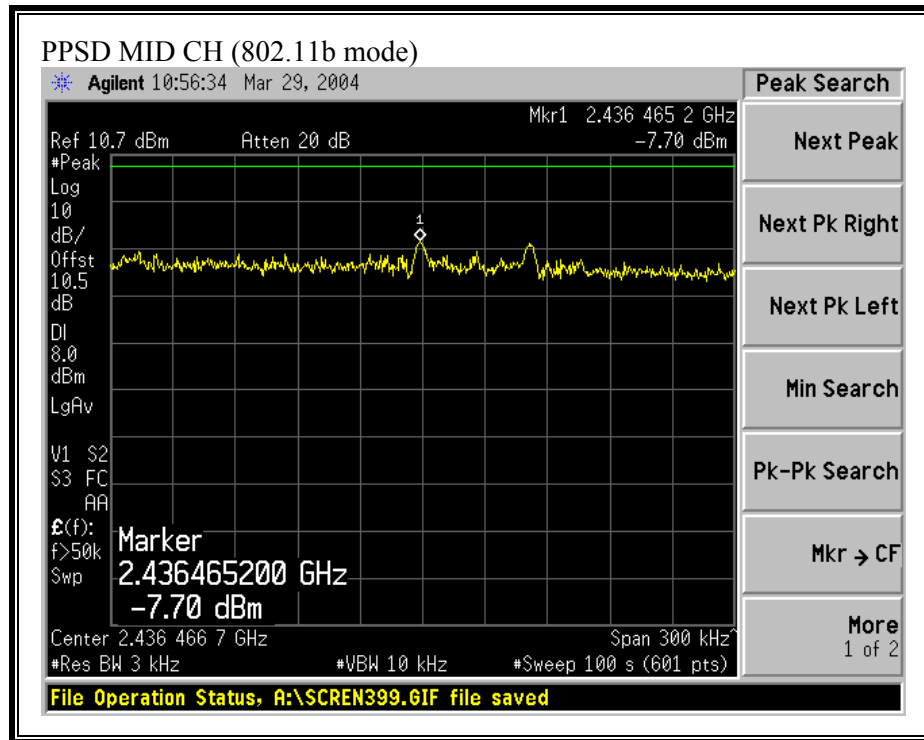 PPSD MID CH (802.11b mode)
Agilent 10:56:34 Mar 29, 2004
Peak Search
Mkr1 2.436 465 2 GHz
Ref 10.7 dBm Atten 20 dB -7.70 dBm
#Peak
Log
10
dB/
Offst
10.5
dB
DI
8.0
dBm
LgAv
V1 S2
S3 FC
AA
£(f):
f>50k
Swp
1
Marker
2.436465200 GHz
-7.70 dBm
Center 2.436 466 7 GHz Span 300 kHz^
#Res BW 3 kHz #VBW 10 kHz #Sweep 100 s (601 pts)
Next Peak
Next Pk Right
Next Pk Left
Min Search
Pk-Pk Search
Mkr → CF
More
1 of 2
File Operation Status, A:\SCREN399.GIF file saved